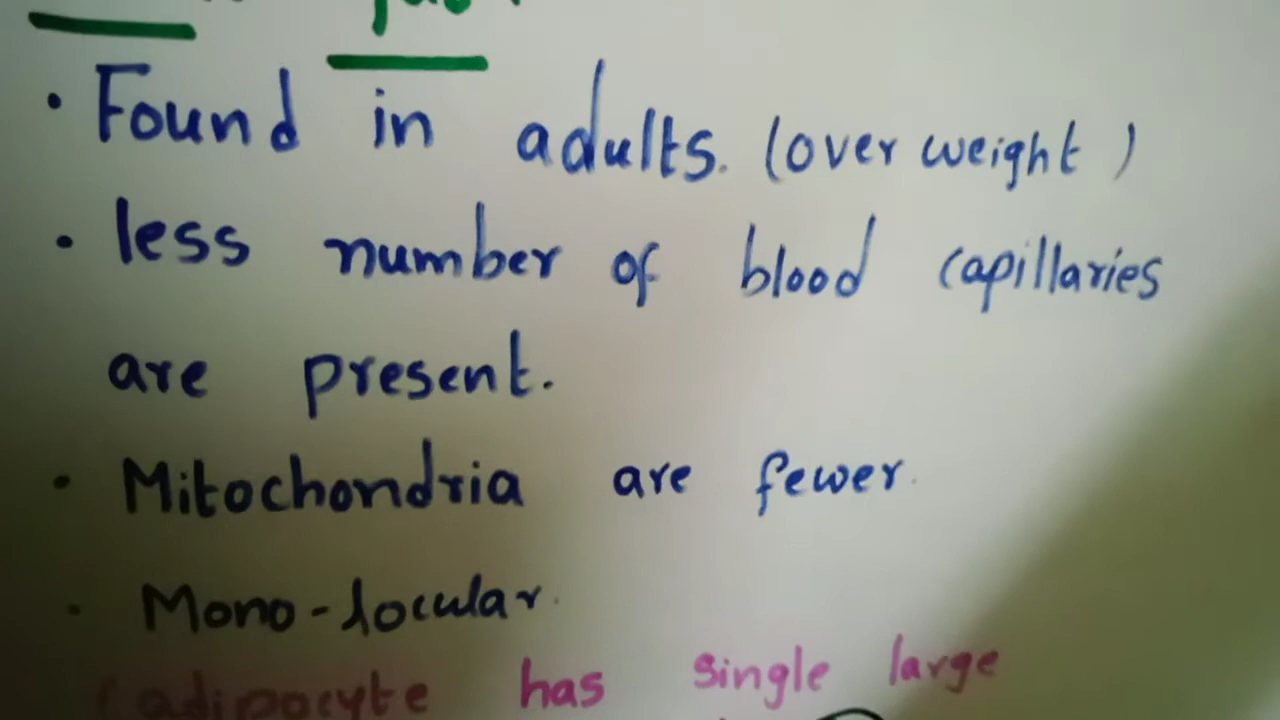 • Found in adults. (over weight)
• less number of blood capillaries
are present.
• Mitochondria are fewer.
• Mono-locular.
(adipocyte has single large